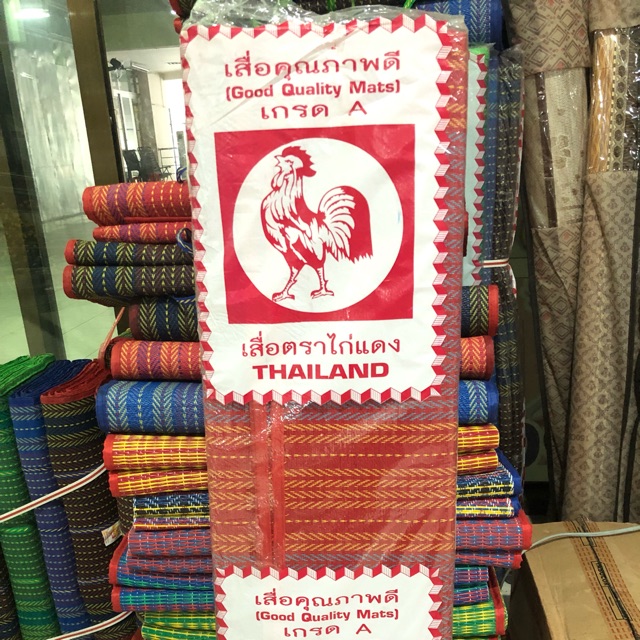 เสื่อคุณภาพดี
(Good Quality Mats)
เกรด A
เสื่อตราไก่แดง
THAILAND
เสื่อคุณภาพดี
(Good Quality Mats)
เกรด A